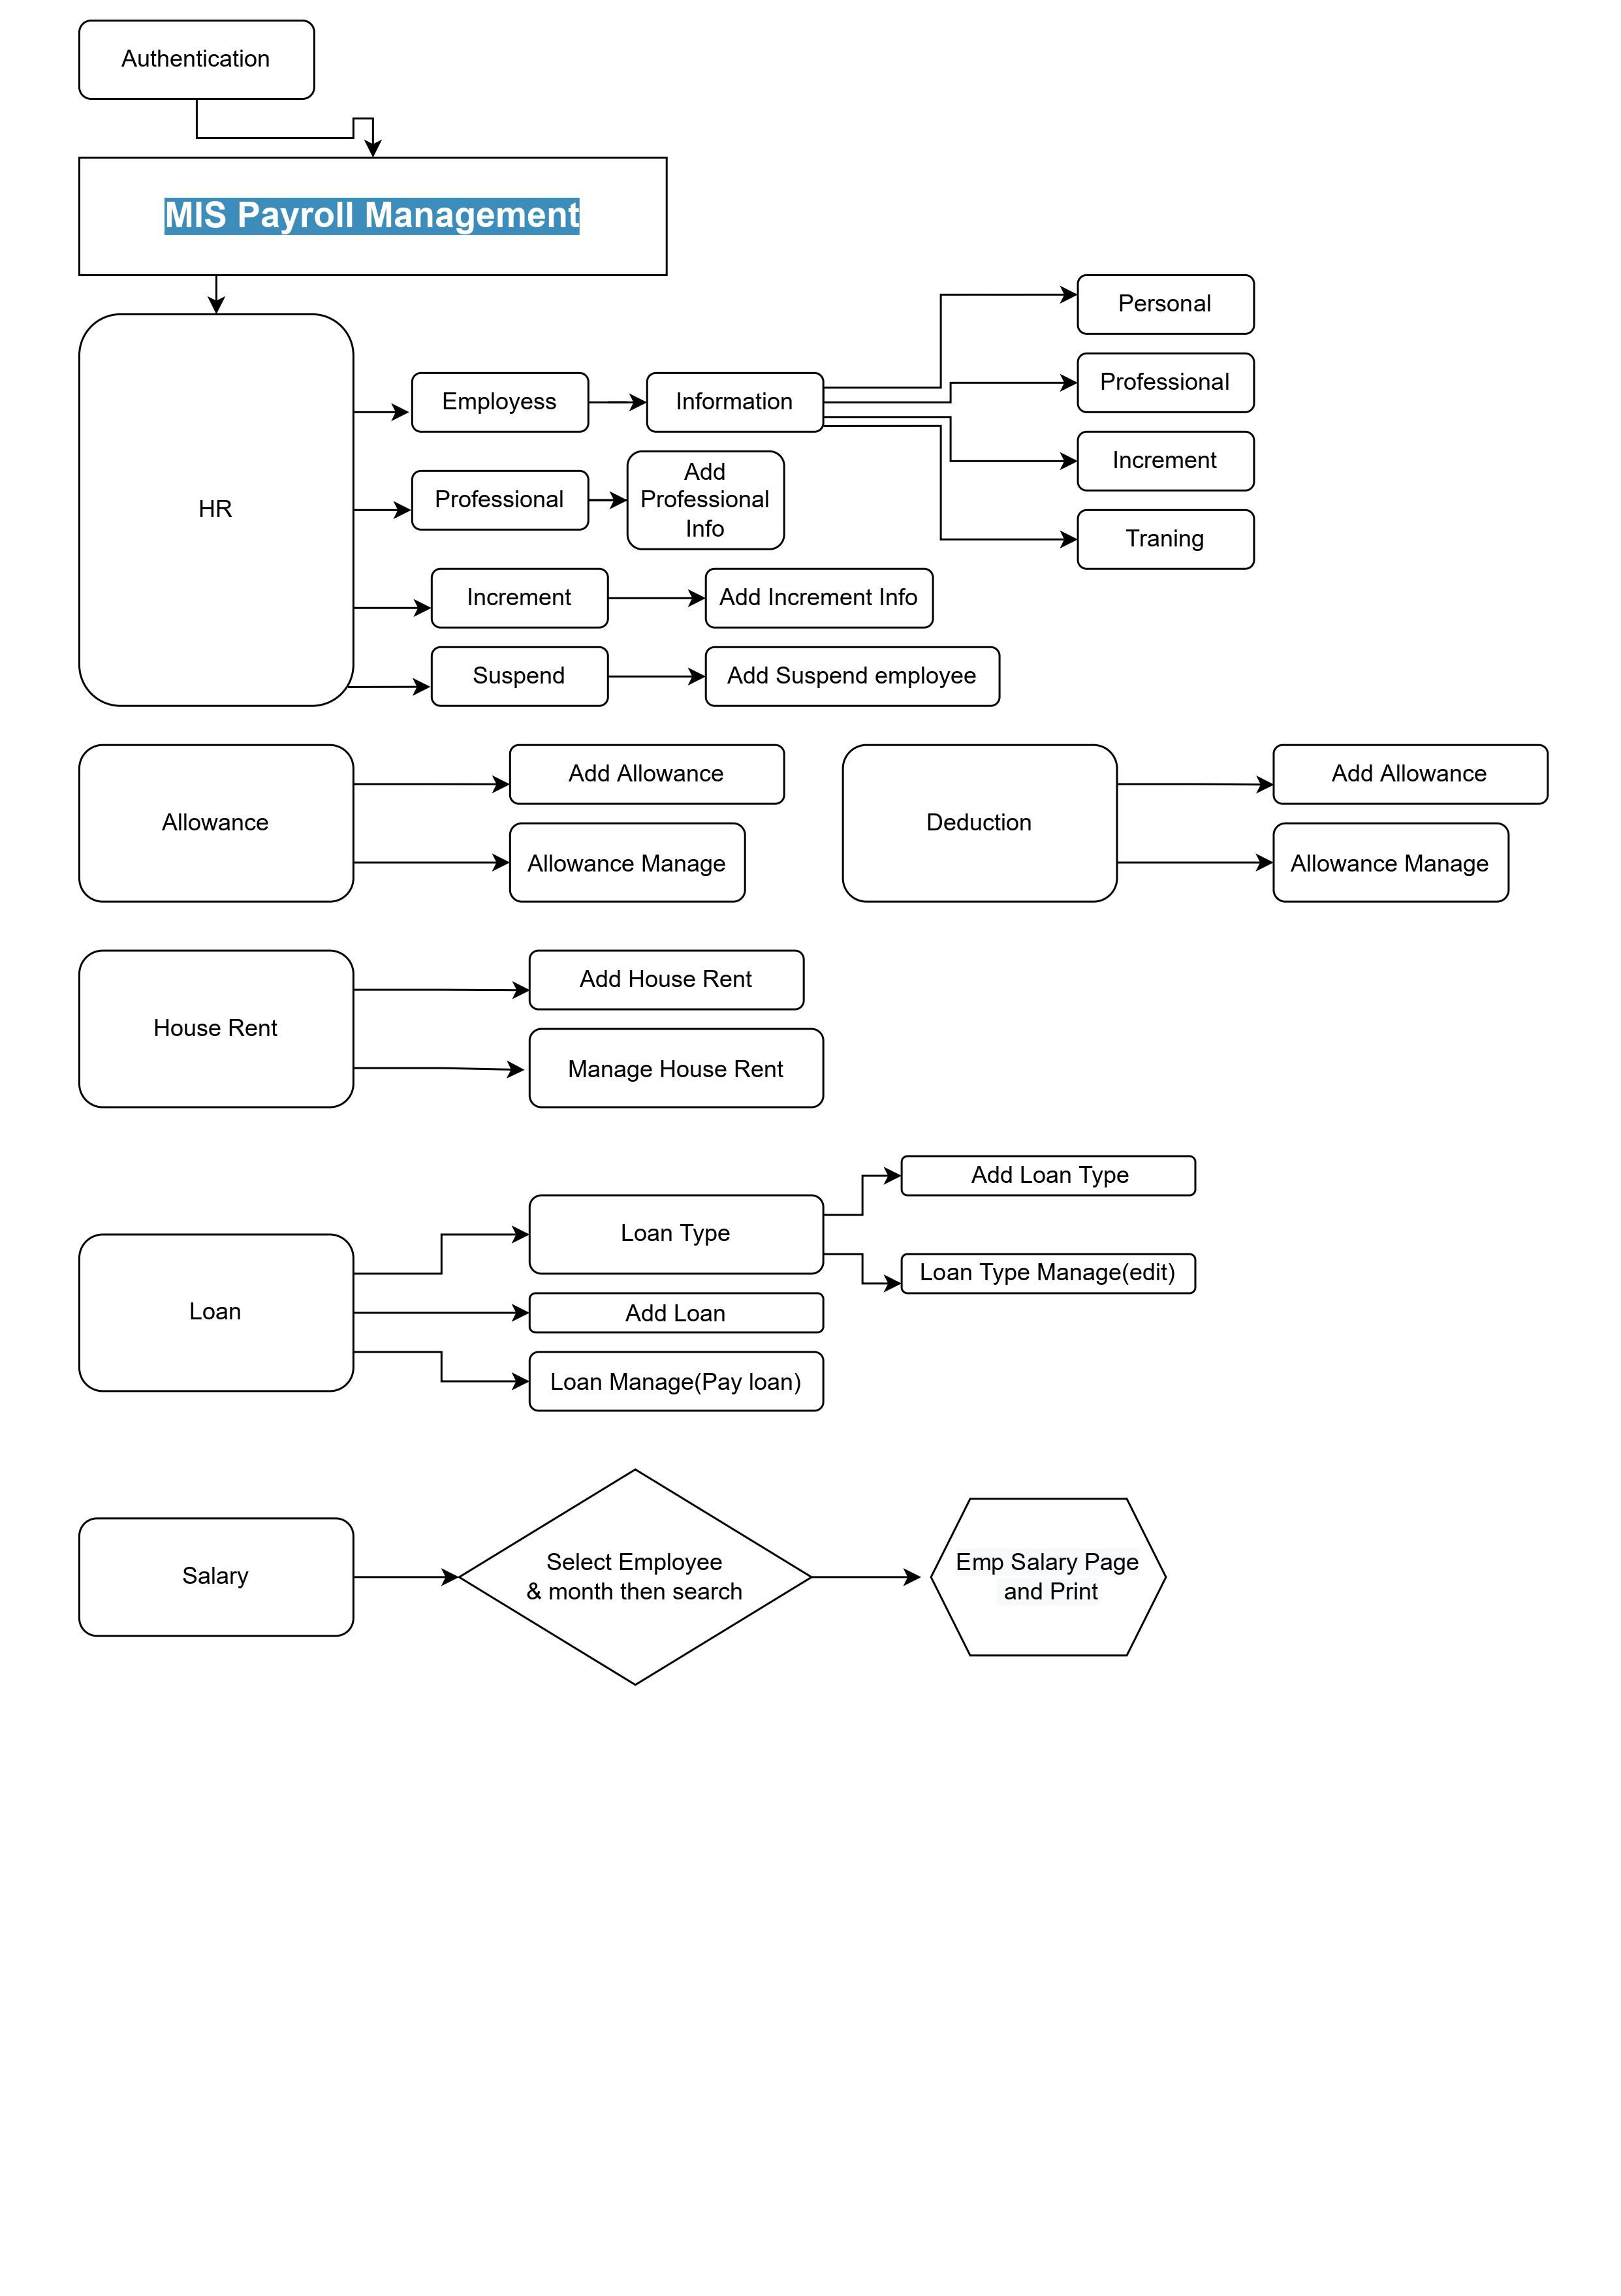 Authentication
MIS Payroll Management
HR
Employess
Information
Personal
Professional
Increment
Traning
Professional
Add
Professional
Info
Increment
Add Increment Info
Suspend
Add Suspend employee
Allowance
Add Allowance
Allowance Manage
Deduction
Add Allowance
Allowance Manage
House Rent
Add House Rent
Manage House Rent
Loan
Loan Type
Add Loan Type
Loan Type Manage(edit)
Add Loan
Loan Manage(Pay loan)
Salary
Select Employee
& month then search
Emp Salary Page
and Print